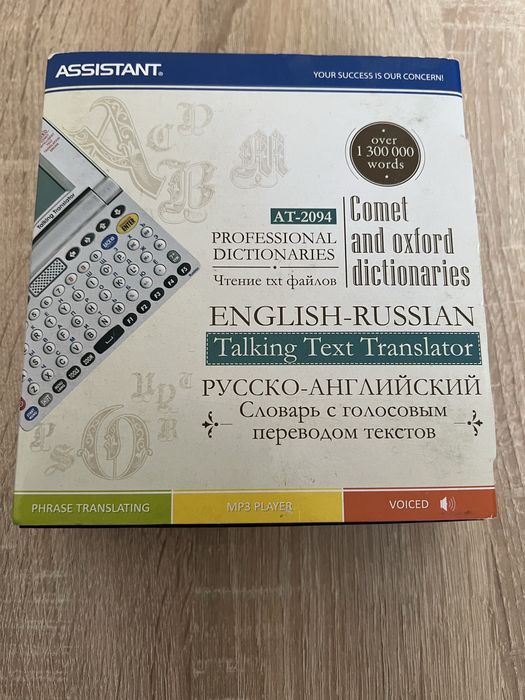 ASSISTANT®
YOUR SUCCESS IS OUR CONCERN!
over
1 300 000
words
Talking Translator
AT-2094
PROFESSIONAL
DICTIONARIES
Чтение txt файлов
Comet
and oxford
dictionaries
ENGLISH-RUSSIAN
Talking Text Translator
РУССКО-АНГЛИЙСКИЙ
Словарь с голосовым
переводом текстов
PHRASE TRANSLATING
MP3 PLAYER
VOICED